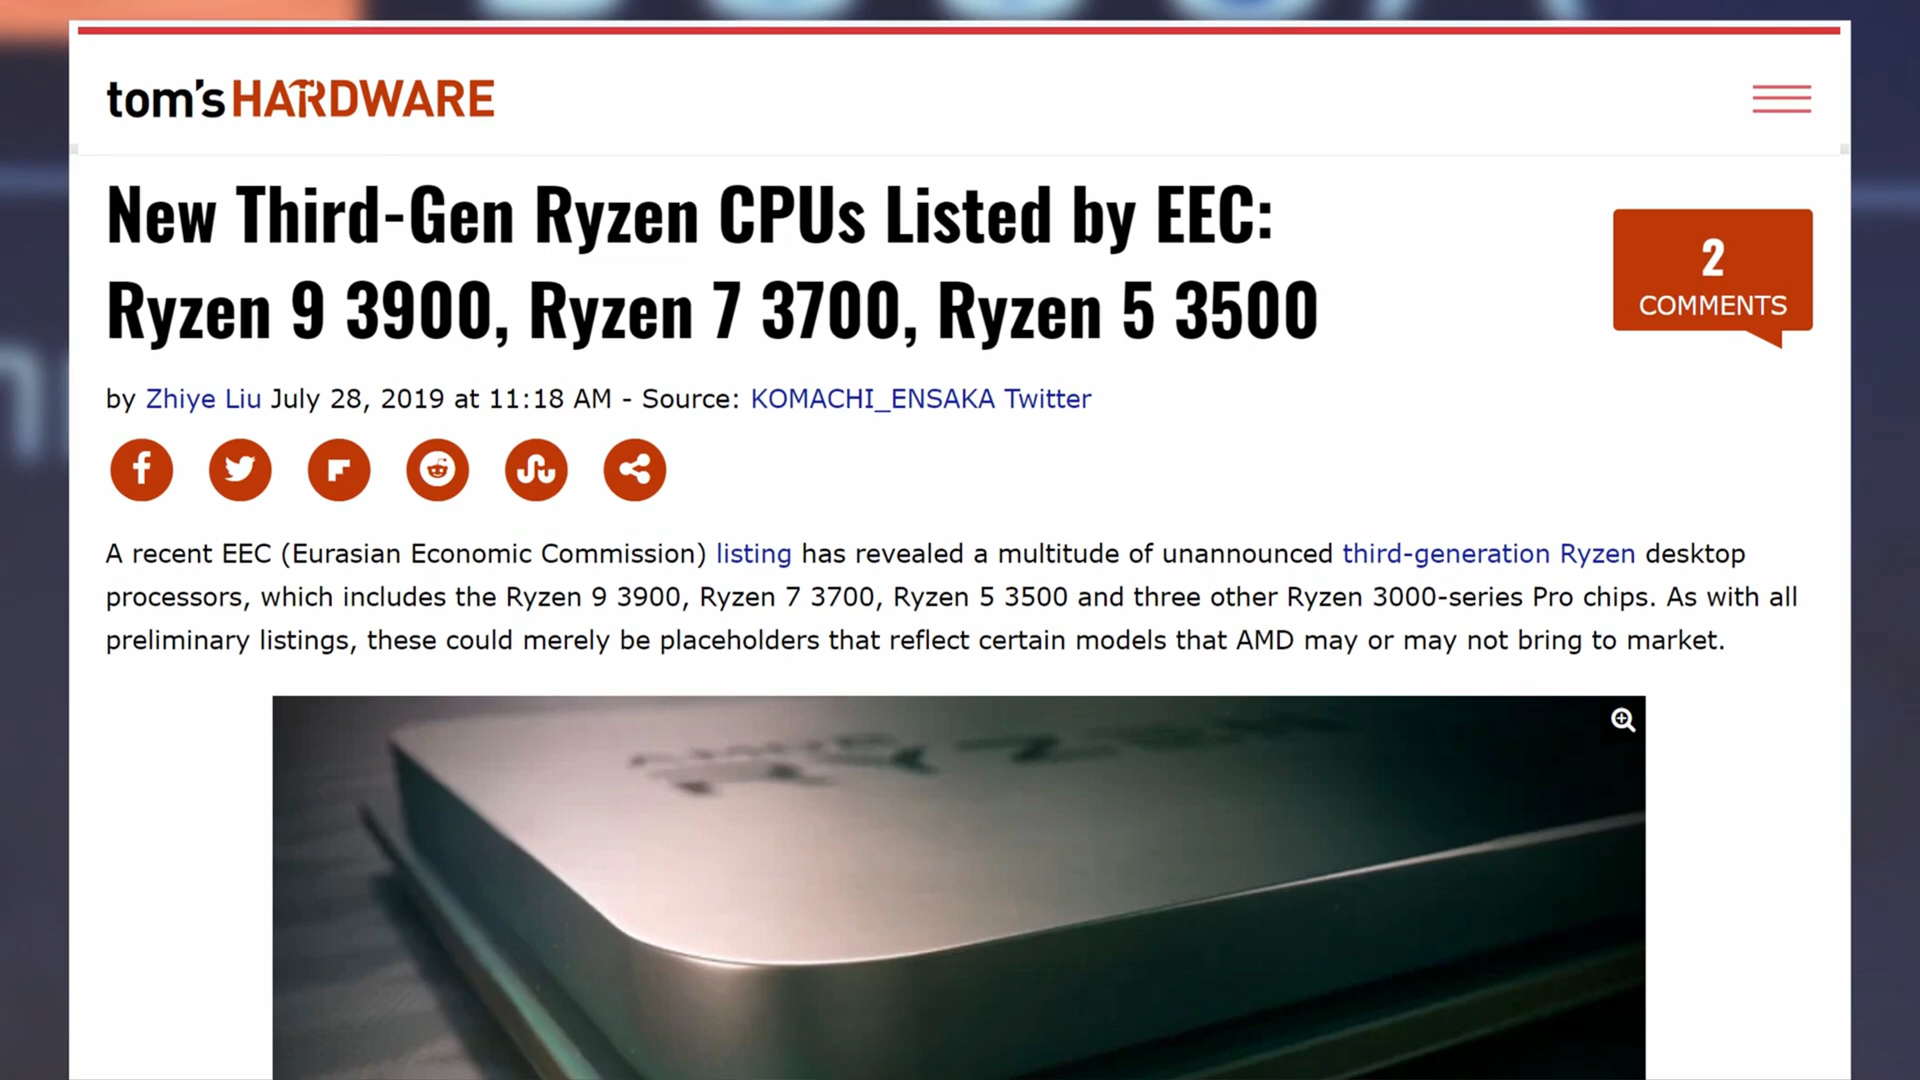 tom's HARDWARE
New Third-Gen Ryzen CPUs Listed by EEC:
Ryzen 9 3900, Ryzen 7 3700, Ryzen 5 3500
2
COMMENTS
by Zhiye Liu July 28, 2019 at 11:18 AM - Source: KOMACHI_ENSAKA Twitter
A recent EEC (Eurasian Economic Commission) listing has revealed a multitude of unannounced third-generation Ryzen desktop
processors, which includes the Ryzen 9 3900, Ryzen 7 3700, Ryzen 5 3500 and three other Ryzen 3000-series Pro chips. As with all
preliminary listings, these could merely be placeholders that reflect certain models that AMD may or may not bring to market.
RYZEN